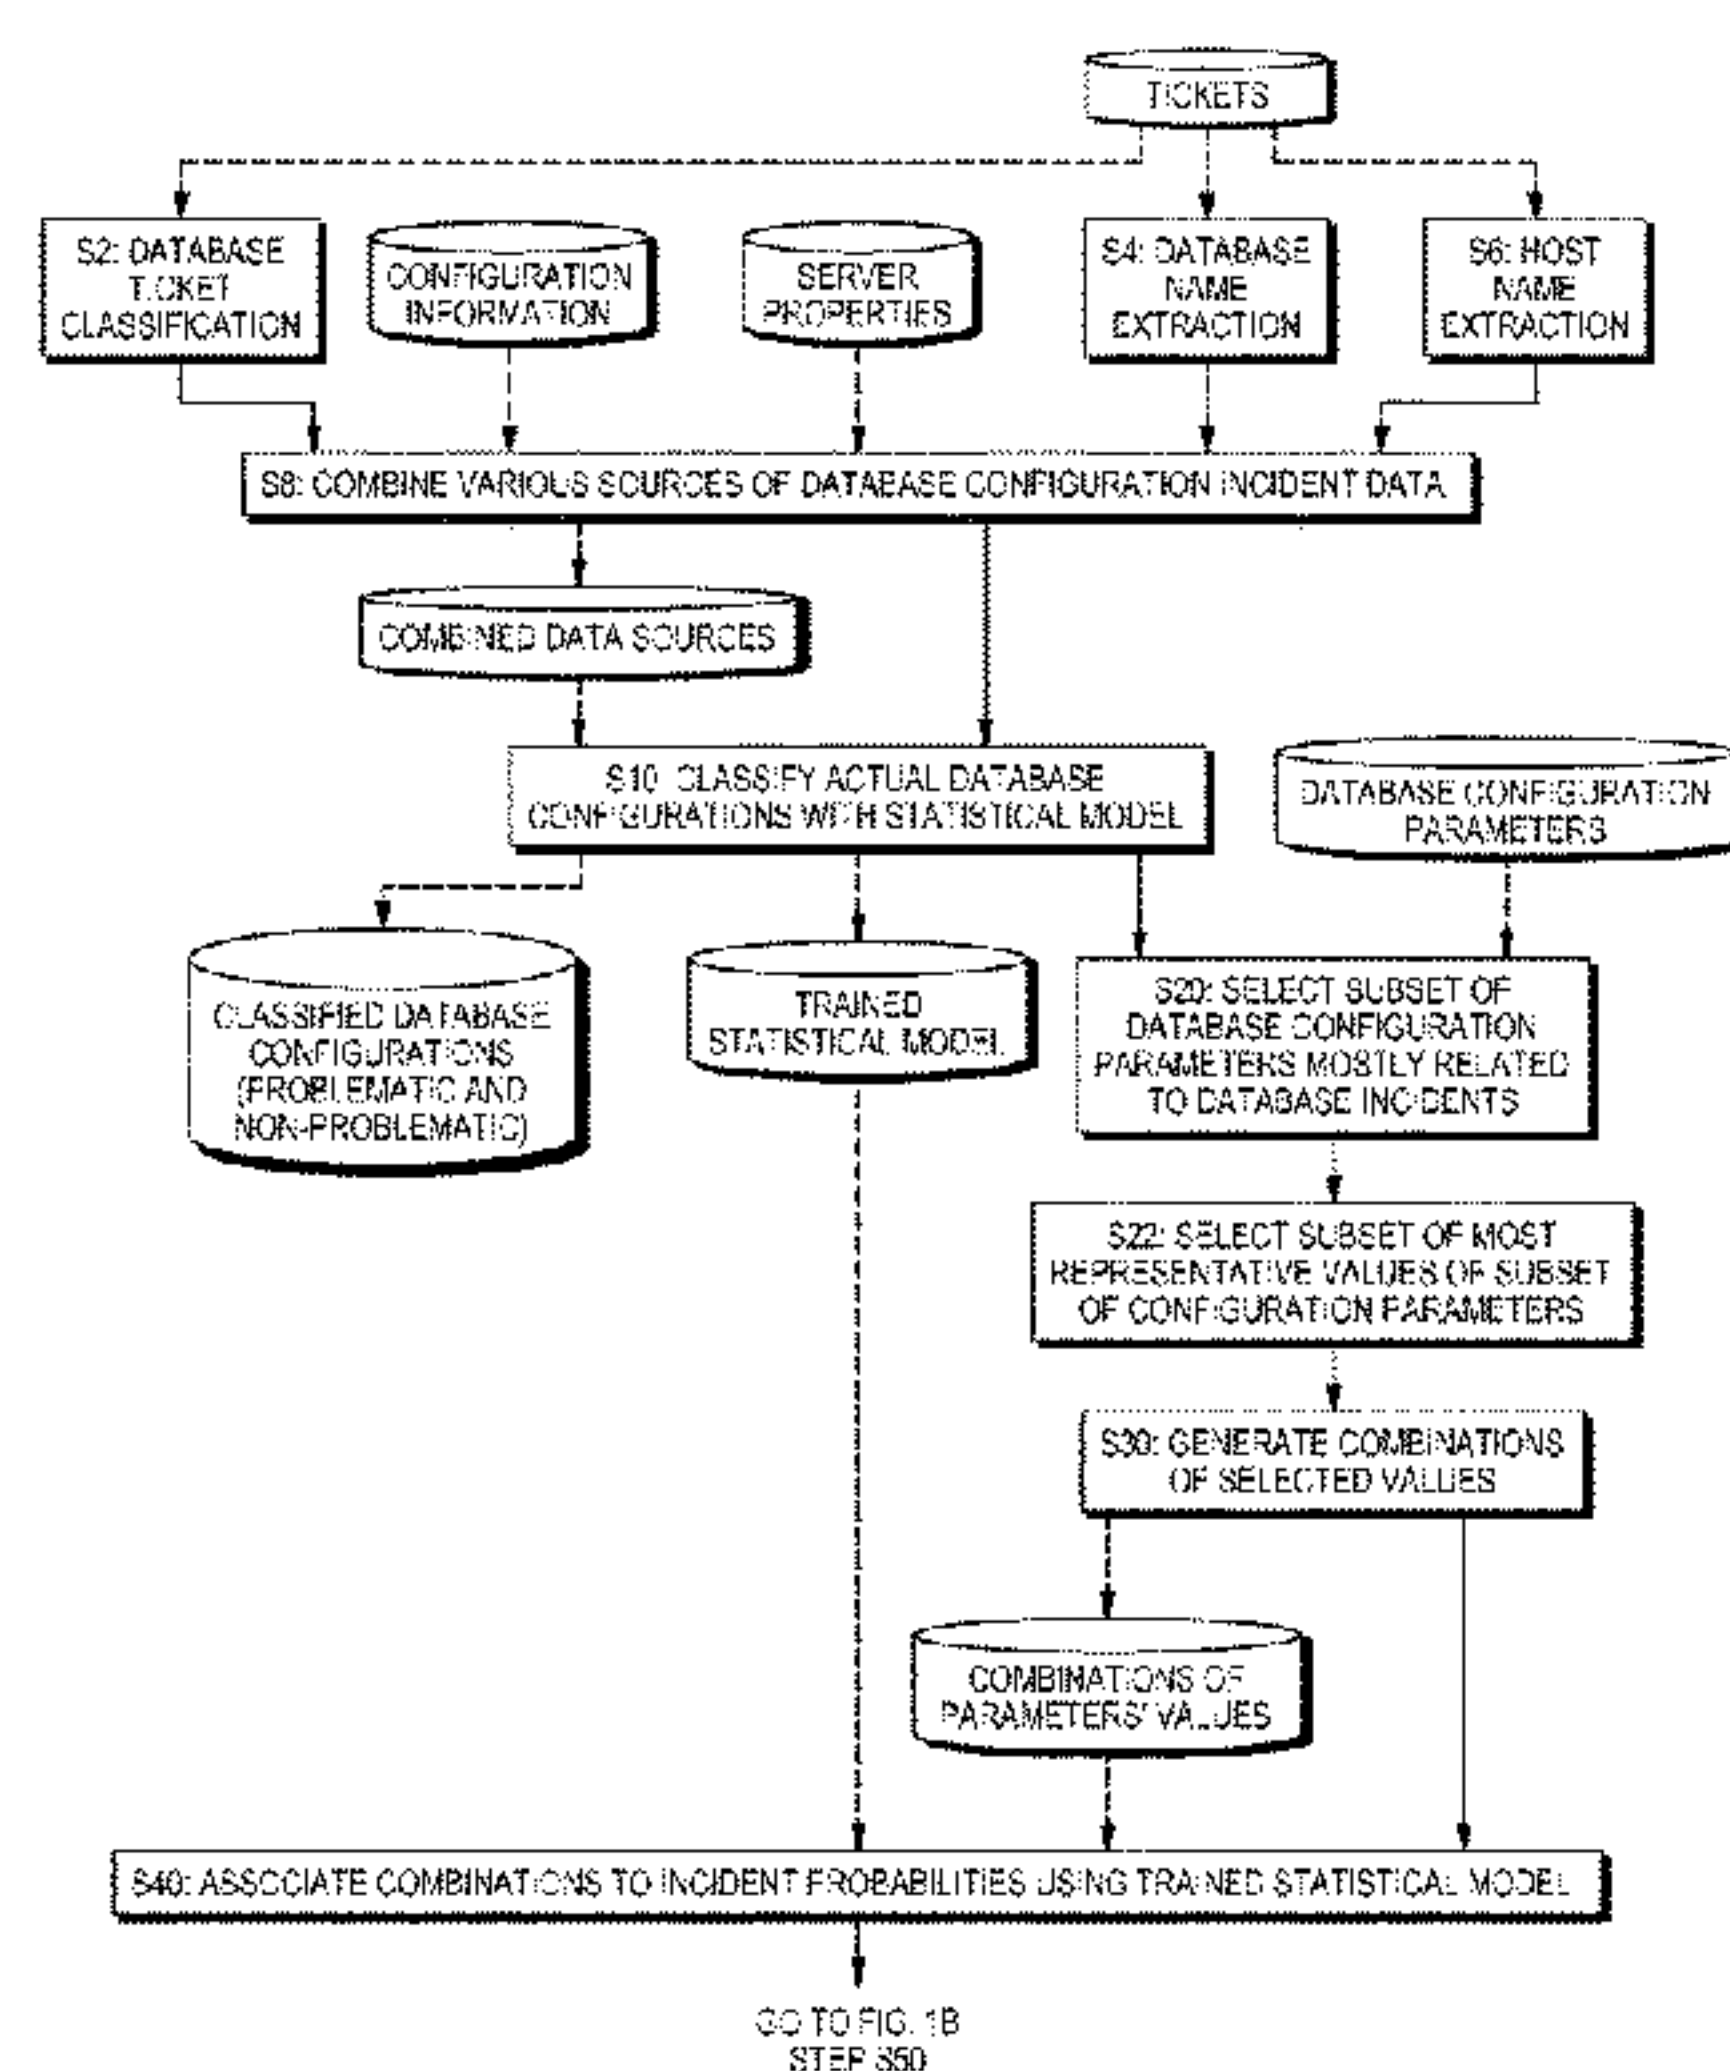 TICKETS
S2: DATABASE
TICKET
CLASSIFICATION
CONFIGURATION
INFORMATION
SERVER
PROPERTIES
S4: DATABASE
NAME
EXTRACTION
S6: HOST
NAME
EXTRACTION
S8: COMBINE VARIOUS SOURCES OF DATABASE CONFIGURATION INCIDENT DATA
COMBINED DATA SOURCES
S10: CLASSIFY ACTUAL DATABASE
CONFIGURATIONS WITH STATISTICAL MODEL
DATABASE CONFIGURATION
PARAMETERS
CLASSIFIED DATABASE
CONFIGURATIONS
(PROBLEMATIC AND
NON-PROBLEMATIC)
TRAINED
STATISTICAL MODEL
S20: SELECT SUBSET OF
DATABASE CONFIGURATION
PARAMETERS MOSTLY RELATED
TO DATABASE INCIDENTS
S22: SELECT SUBSET OF MOST
REPRESENTATIVE VALUES OF SUBSET
OF CONFIGURATION PARAMETERS
S30: GENERATE COMBINATIONS
OF SELECTED VALUES
COMBINATIONS OF
PARAMETERS' VALUES
S40: ASSOCIATE COMBINATIONS TO INCIDENT PROBABILITIES USING TRAINED STATISTICAL MODEL
GO TO FIG. 1B
STEP S50